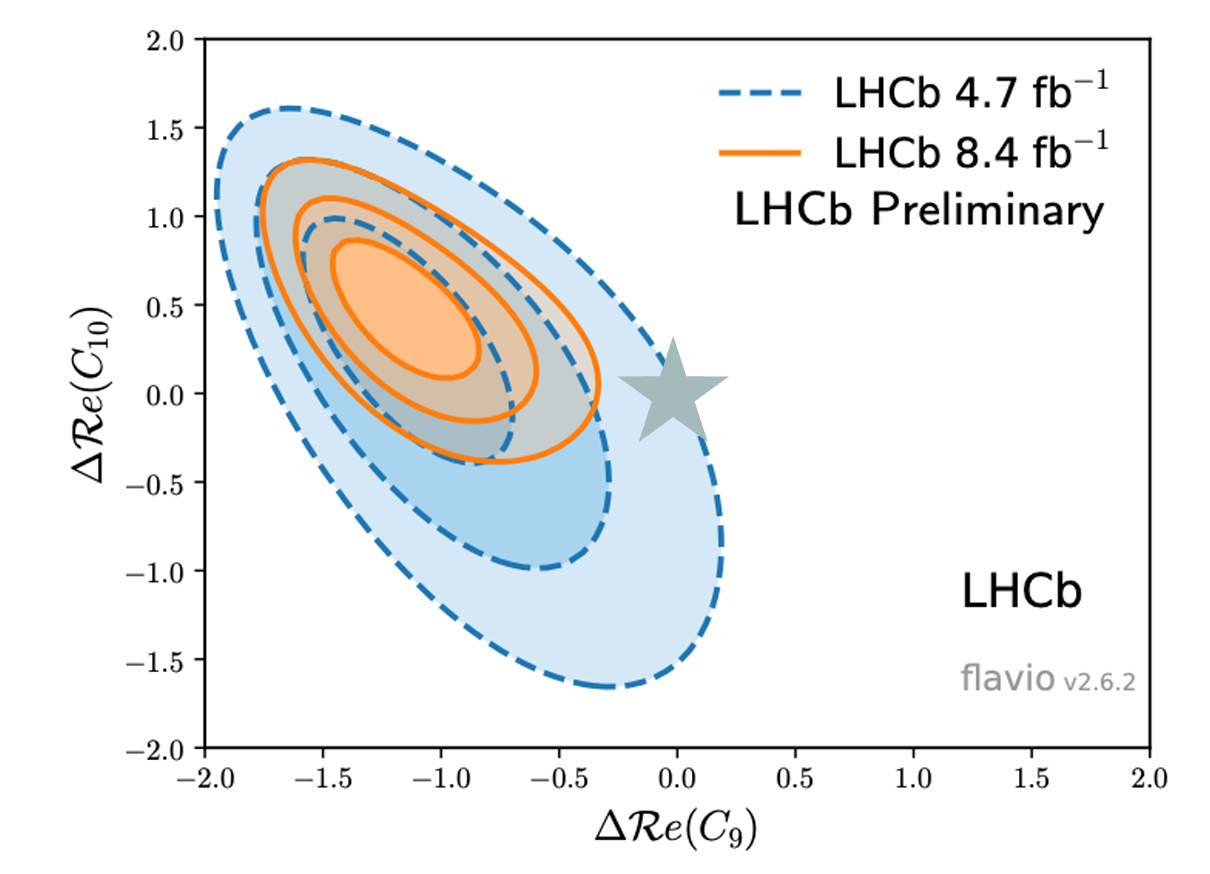 LHCb 4.7 fb⁻¹
LHCb 8.4 fb⁻¹
LHCb Preliminary
2.0
1.5
1.0
0.5
0.0
−0.5
−1.0
−1.5
−2.0
Δℛe(C₁₀)
LHCb
flavio v2.6.2
−2.0 −1.5 −1.0 −0.5 0.0 0.5 1.0 1.5 2.0
Δℛe(C₉)